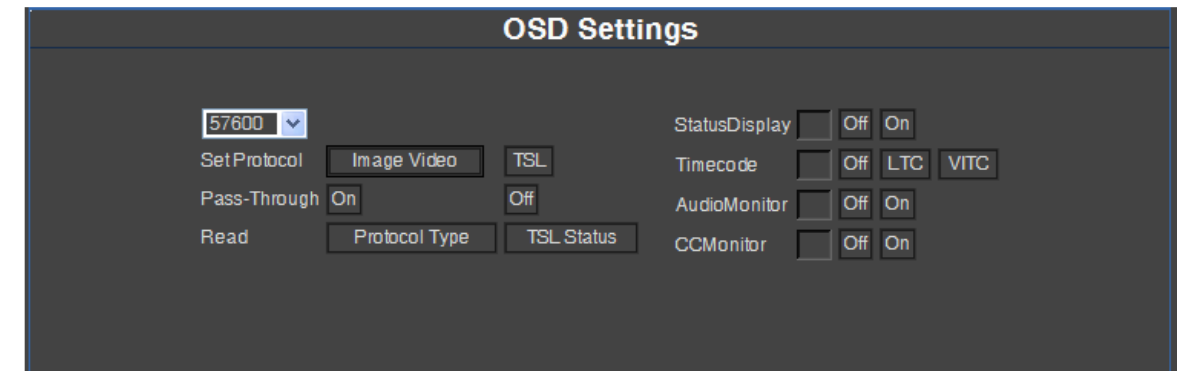 OSD Settings
57600
Set Protocol Image Video TSL
Pass-Through On Off
Read Protocol Type TSL Status
StatusDisplay Off On
Timecode Off LTC VITC
AudioMonitor Off On
CCMonitor Off On